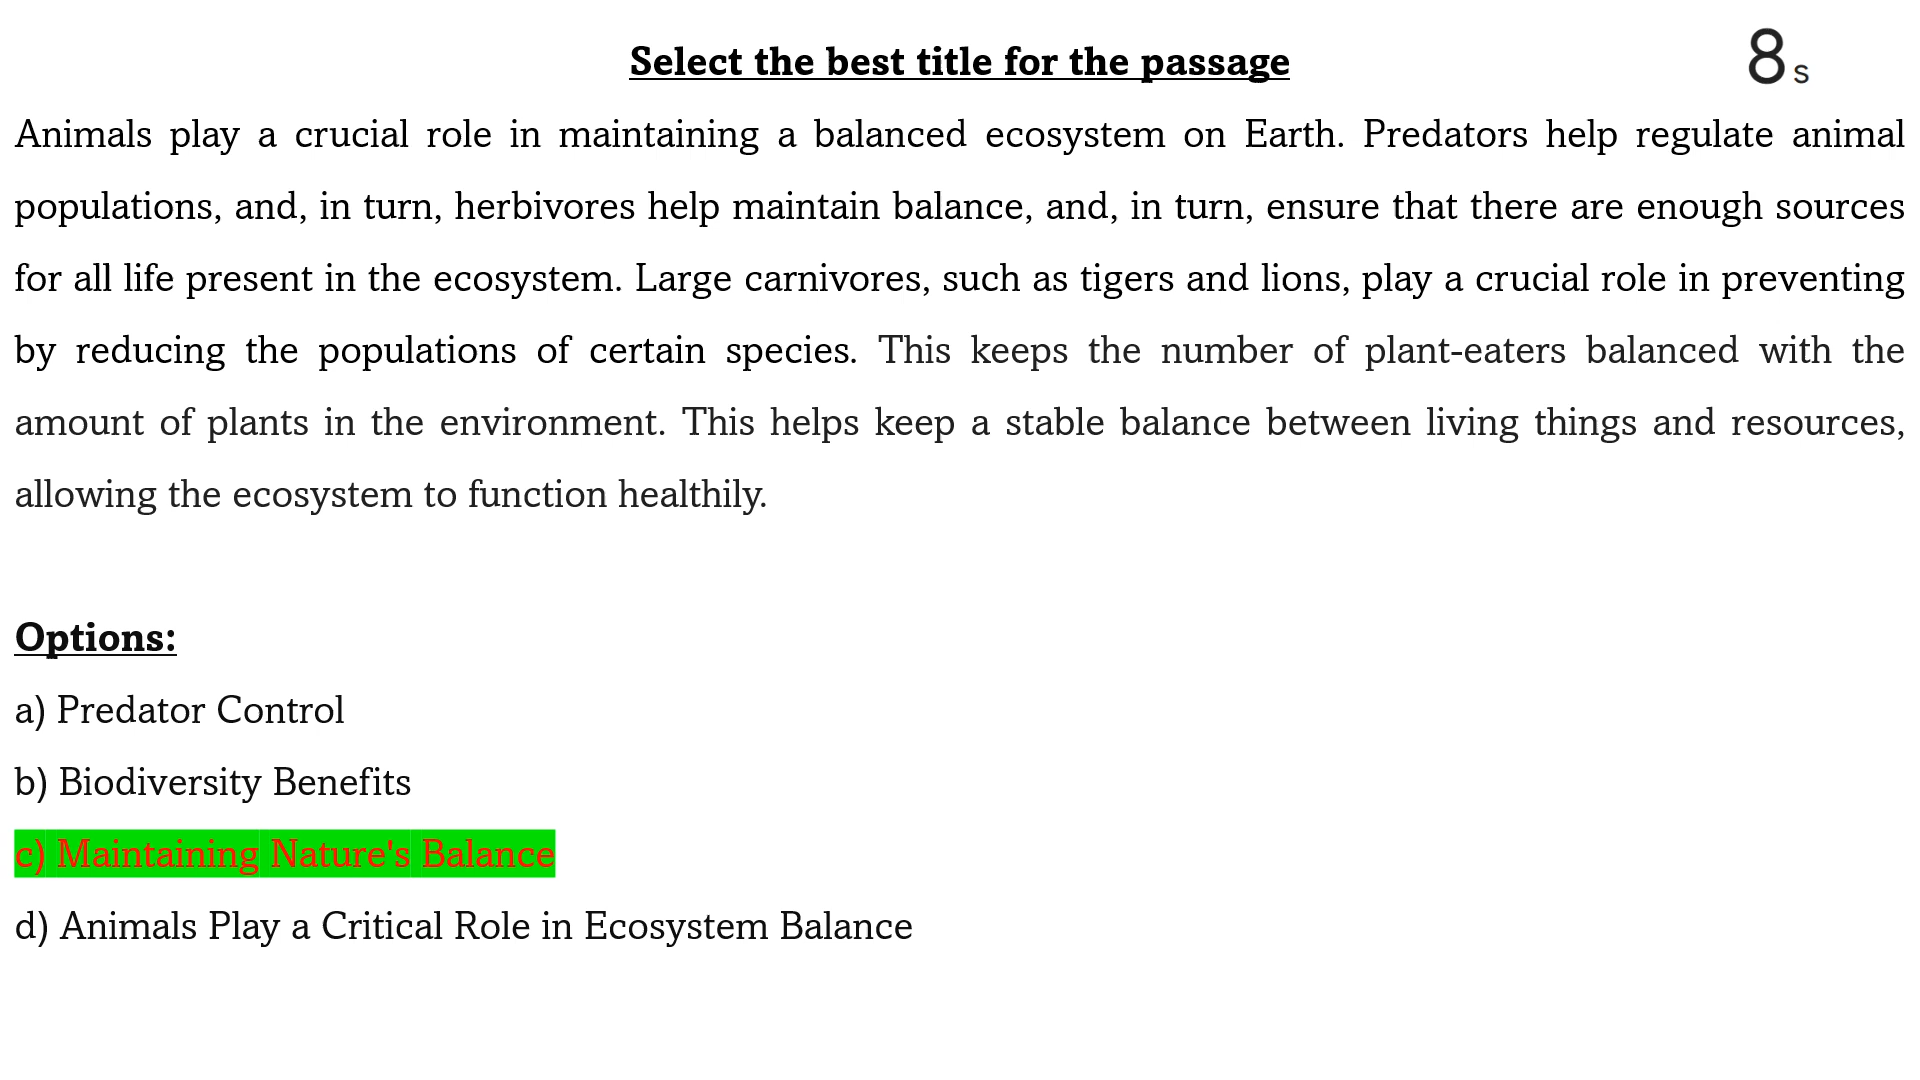 Select the best title for the passage
8 s
Animals play a crucial role in maintaining a balanced ecosystem on Earth. Predators help regulate animal
populations, and, in turn, herbivores help maintain balance, and, in turn, ensure that there are enough sources
for all life present in the ecosystem. Large carnivores, such as tigers and lions, play a crucial role in preventing
by reducing the populations of certain species. This keeps the number of plant-eaters balanced with the
amount of plants in the environment. This helps keep a stable balance between living things and resources,
allowing the ecosystem to function healthily.
Options:
a) Predator Control
b) Biodiversity Benefits
c) Maintaining Nature's Balance
d) Animals Play a Critical Role in Ecosystem Balance